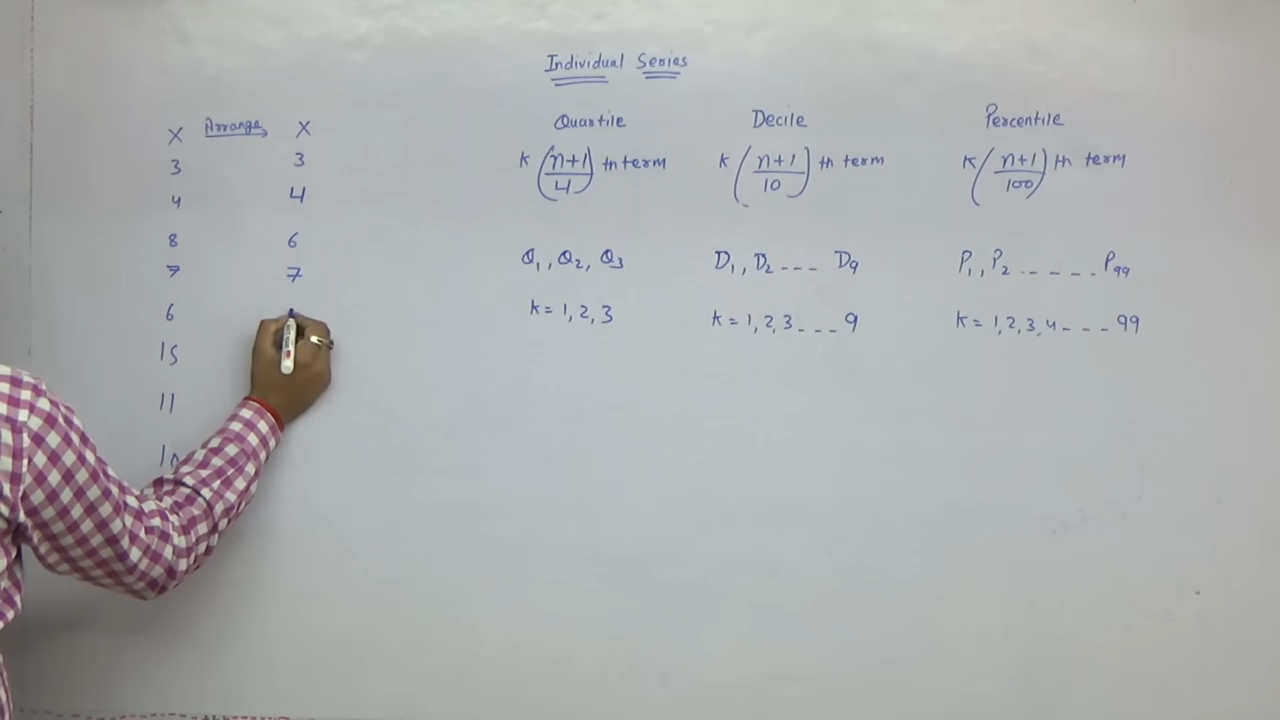 Individual Series
X Arrange X
3 3
4 4
8 6
7 7
6
15
11
Quartile Decile Percentile
K (n+1/4) th term K (n+1/10) th term K (n+1/100) th term
Q1, Q2, Q3 D1, D2 --- D9 P1, P2 ----- P99
K = 1, 2, 3 K = 1, 2, 3 --- 9 K = 1, 2, 3, 4 --- 99